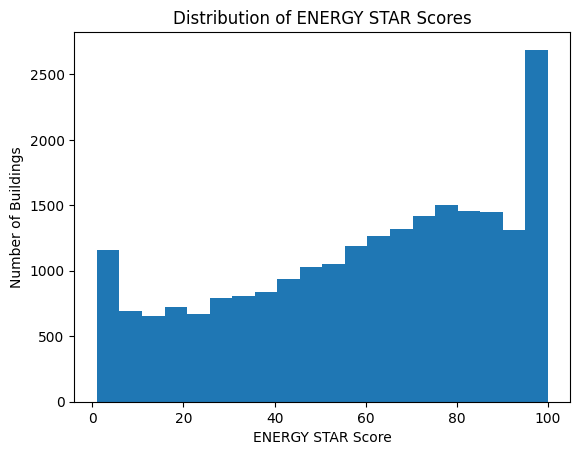 Distribution of ENERGY STAR Scores
Number of Buildings
2500
2000
1500
1000
500
0
0 20 40 60 80 100
ENERGY STAR Score